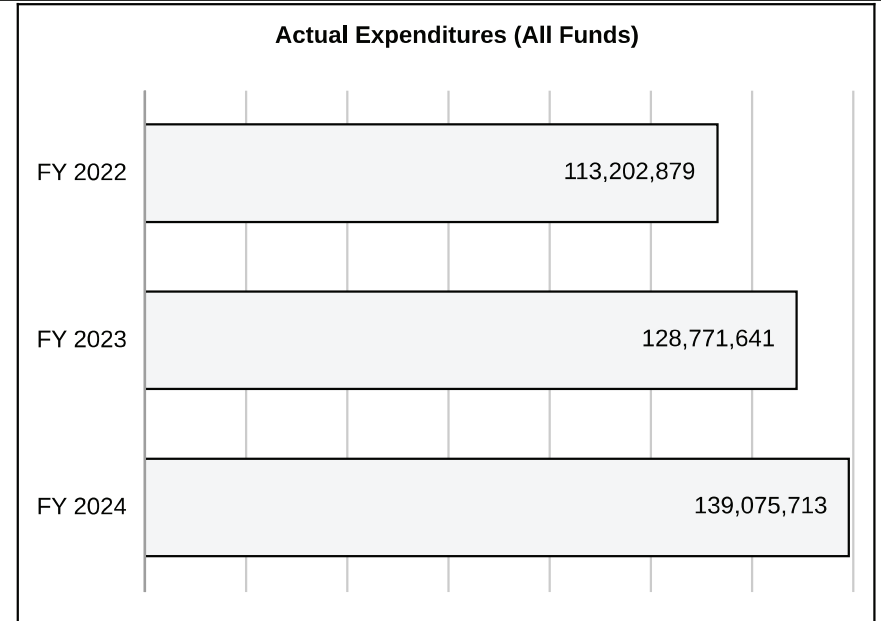 Actual Expenditures (All Funds)
FY 2022 113,202,879
FY 2023 128,771,641
FY 2024 139,075,713